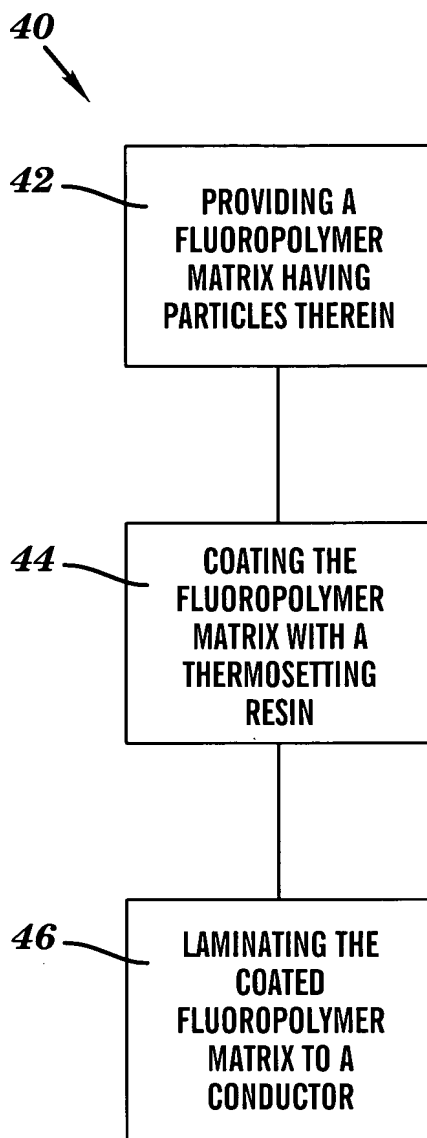 40
42
PROVIDING A
FLUOROPOLYMER
MATRIX HAVING
PARTICLES THEREIN
44
COATING THE
FLUOROPOLYMER
MATRIX WITH A
THERMOSETTING
RESIN
46
LAMINATING THE
COATED
FLUOROPOLYMER
MATRIX TO A
CONDUCTOR